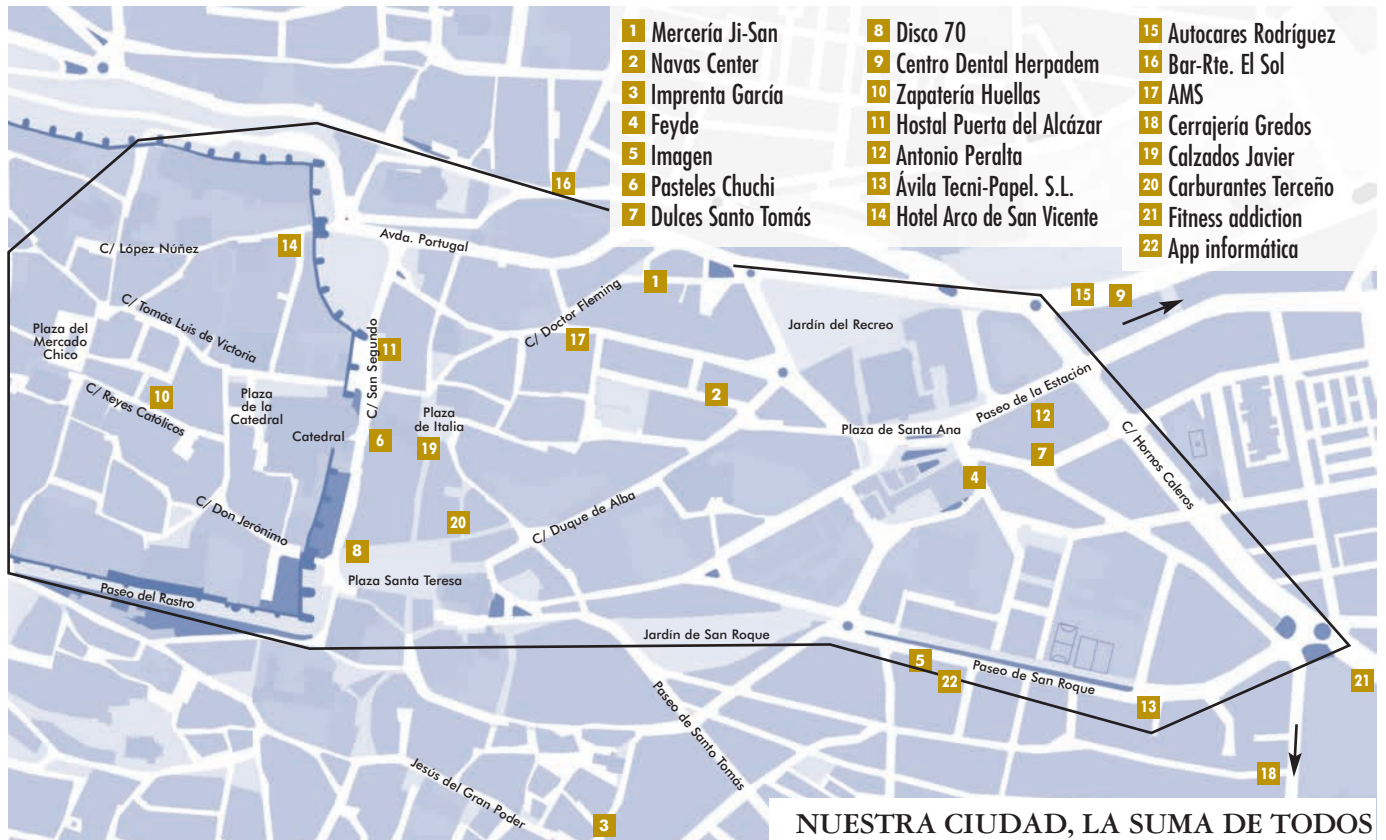 1 Mercería Ji-San
2 Navas Center
3 Imprenta García
4 Feyde
5 Imagen
6 Pasteles Chuchi
7 Dulces Santo Tomás
8 Disco 70
9 Centro Dental Herpadem
10 Zapatería Huellas
11 Hostal Puerta del Alcázar
12 Antonio Peralta
13 Ávila Tecni-Papel. S.L.
14 Hotel Arco de San Vicente
15 Autocares Rodríguez
16 Bar-Rte. El Sol
17 AMS
18 Cerrajería Gredos
19 Calzados Javier
20 Carburantes Terceño
21 Fitness addiction
22 App informática
16
Avda. Portugal
C/ López Núñez
14
1
15
9
C/ Doctor Fleming
C/ Tomás Luis de Victoria
Plaza del
Mercado
Chico
Jardín del Recreo
17
11
C/ San Segundo
Paseo de la Estación
10
C/ Reyes Católicos
Plaza
de la
Catedral
2
12
Plaza
de Italia
Catedral
6
19
Plaza de Santa Ana
7
4
C/ Hornos Caleros
C/ Don Jerónimo
20
C/ Duque de Alba
8
Plaza Santa Teresa
Paseo del Rastro
Jardín de San Roque
5
22
Paseo de San Roque
13
21
Paseo de Santo Tomás
18
Jesús del Gran Poder
3
NUESTRA CIUDAD, LA SUMA DE TODOS